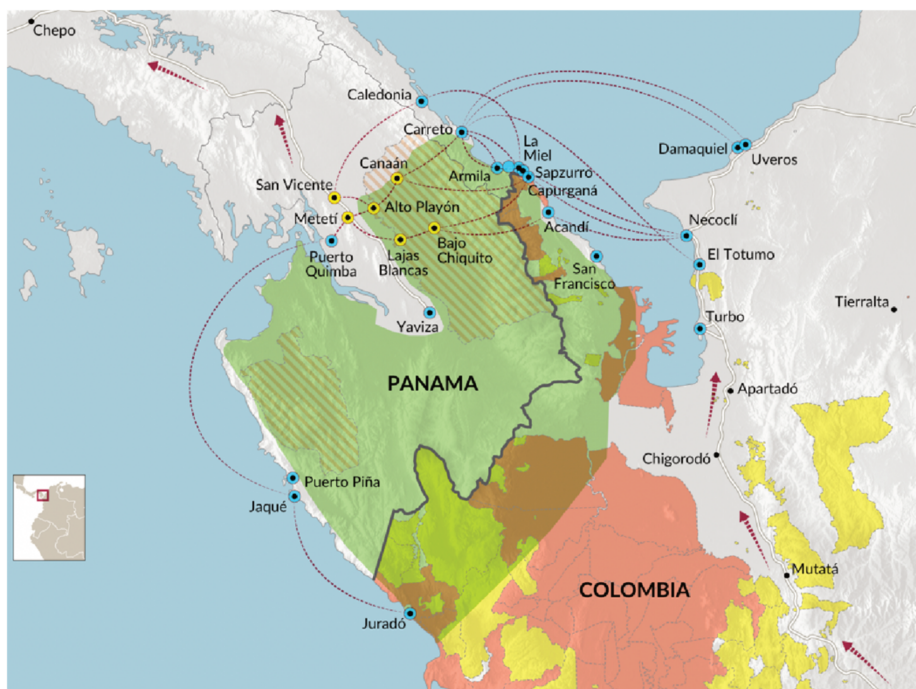 Chepo
Caledonia
Carreto
La
Miel
Damaquiel
Uveros
Canaán
Armila
Sapzurro
Capurganá
San Vicente
Alto Playón
Acandí
Metetí
Necoclí
Puerto
Quimba
Lajas
Blancas
Bajo
Chiquito
San
Francisco
El Totumo
Tierralta
Yaviza
Turbo
PANAMA
Apartadó
Chigorodó
Puerto Piña
Jaqué
Mutatá
COLOMBIA
Juradó